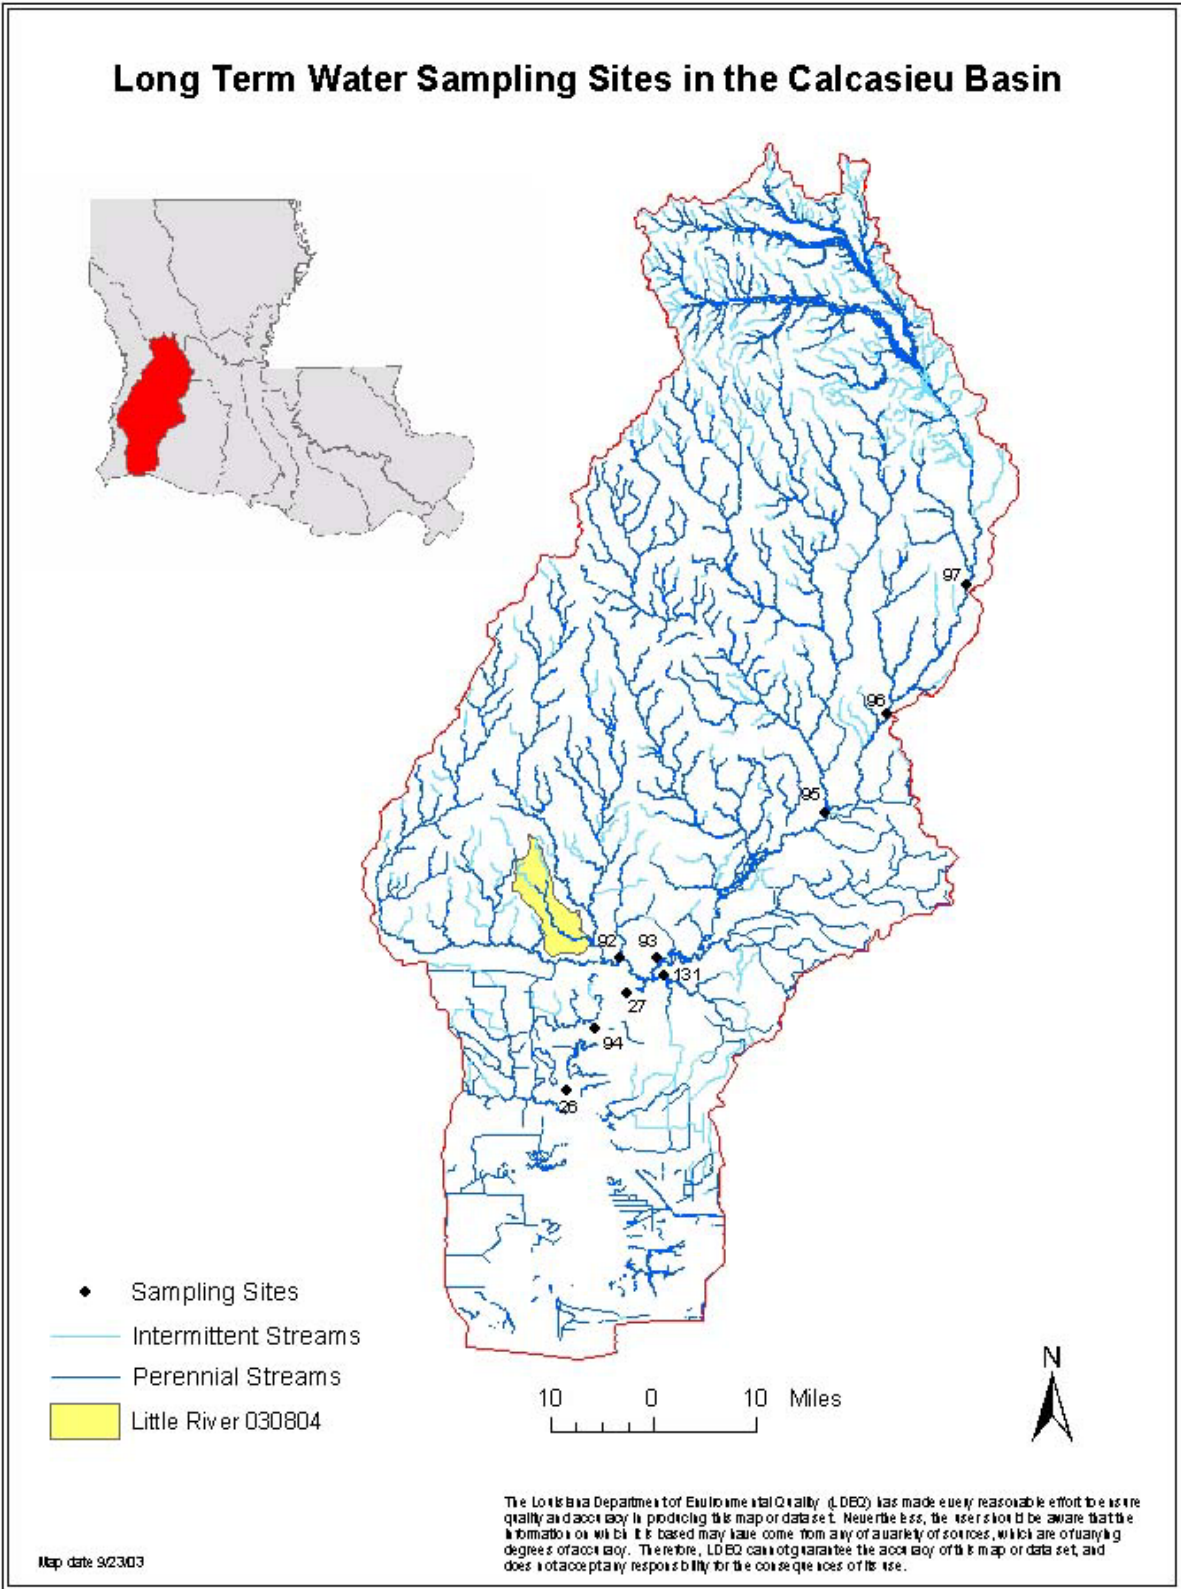 Long Term Water Sampling Sites in the Calcasieu Basin
97
96
95
92
93
131
27
94
26
Sampling Sites
Intermittent Streams
Perennial Streams
Little River 030804
10 0 10 Miles
N
The Louisiana Department of Environmental Quality (LDEQ) has made every reasonable effort to ensure
quality and accuracy in producing this map or data set. Nevertheless, the user should be aware that the
information on which it is based may have come from any of a variety of sources, which are of varying
degrees of accuracy. Therefore, LDEQ cannot guarantee the accuracy of this map or data set, and
does not accept any responsibility for the consequences of its use.
Map date 9/23/03